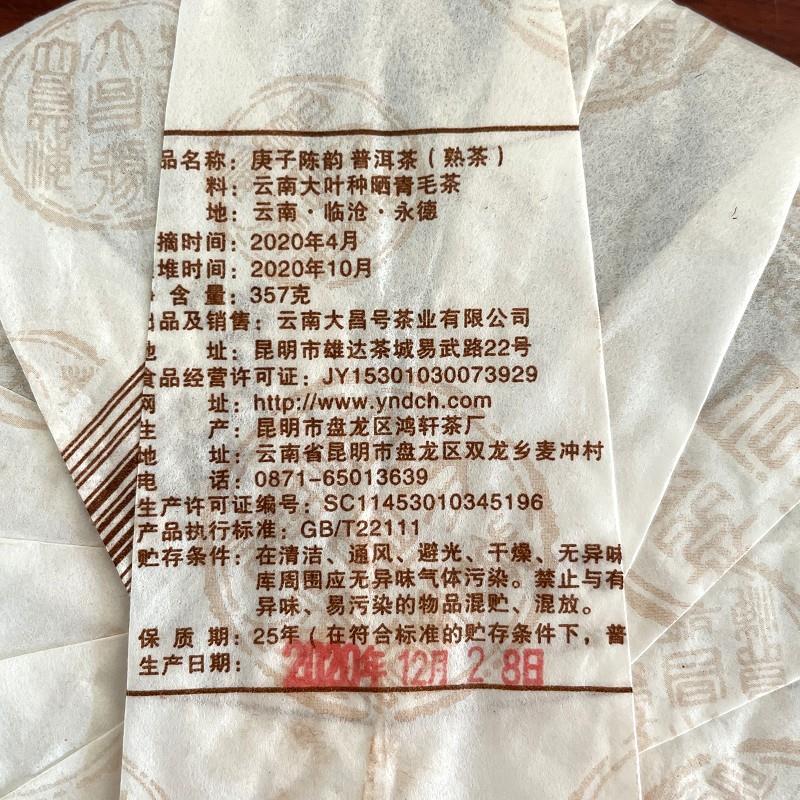 品名称：庚子陈韵 普洱茶（熟茶）
料：云南大叶种晒青毛茶
地：云南·临沧·永德
摘时间：2020年4月
堆时间：2020年10月
含 量：357克
品及销售：云南大昌号茶业有限公司
地 址：昆明市雄达茶城易武路22号
食品经营许可证：JY15301030073929
网 址：http://www.yndch.com
生 产：昆明市盘龙区鸿轩茶厂
地 址：云南省昆明市盘龙区双龙乡麦冲村
电 话：0871-65013639
生产许可证编号：SC11453010345196
产品执行标准：GB/T22111
贮存条件：在清洁、通风、避光、干燥、无异味
库周围应无异味气体污染。禁止与有
异味、易污染的物品混贮、混放。
保 质 期：25年（在符合标准的贮存条件下，普
生产日期：2020年12月28日